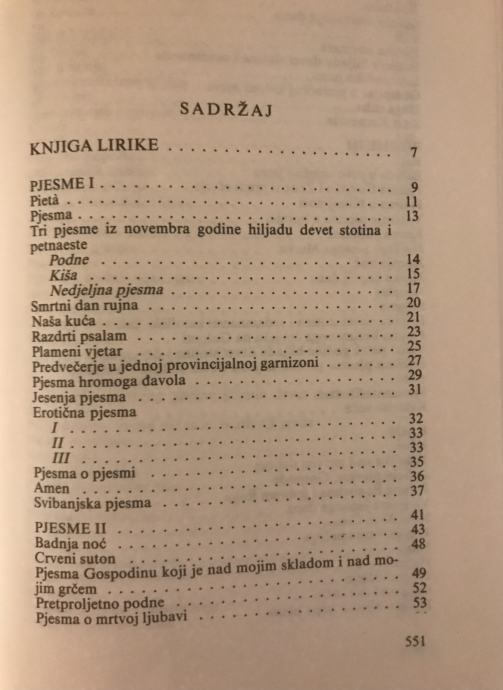 SADRŽAJ
KNJIGA LIRIKE . . . . . . . . . . . . . . . . . . . . 7
PJESME I . . . . . . . . . . . . . . . . . . . . 9
Pietà . . . . . . . . . . . . . . . . . . . . 11
Pjesma . . . . . . . . . . . . . . . . . . . . 13
Tri pjesme iz novembra godine hiljadu devet stotina i
petnaeste
Podne . . . . . . . . . . . . . . . . . . . . 14
Kiša . . . . . . . . . . . . . . . . . . . . 15
Nedjeljna pjesma . . . . . . . . . . . . . . . . . . 17
Smrtni dan rujna . . . . . . . . . . . . . . . . . . 20
Naša kuća . . . . . . . . . . . . . . . . . . . . 21
Razdrti psalam . . . . . . . . . . . . . . . . . . 23
Plameni vjetar . . . . . . . . . . . . . . . . . . 25
Predvečerje u jednoj provincijalnoj garnizoni . . . . . . 27
Pjesma hromoga đavola . . . . . . . . . . . . . . . 29
Jesenja pjesma . . . . . . . . . . . . . . . . . . 31
Erotična pjesma
I . . . . . . . . . . . . . . . . . . . . 32
II . . . . . . . . . . . . . . . . . . . . 33
III . . . . . . . . . . . . . . . . . . . . 33
Pjesma o pjesmi . . . . . . . . . . . . . . . . . . 35
Amen . . . . . . . . . . . . . . . . . . . . 36
Svibanjska pjesma . . . . . . . . . . . . . . . . . 37
PJESME II . . . . . . . . . . . . . . . . . . . . 41
Badnja noć . . . . . . . . . . . . . . . . . . . . 43
Crveni suton . . . . . . . . . . . . . . . . . . . 48
Pjesma Gospodinu koji je nad mojim skladom i nad mo-
jim grčem . . . . . . . . . . . . . . . . . . . . 49
Pretproljetno podne . . . . . . . . . . . . . . . . 52
Pjesma o mrtvoj ljubavi . . . . . . . . . . . . . . . 53
551